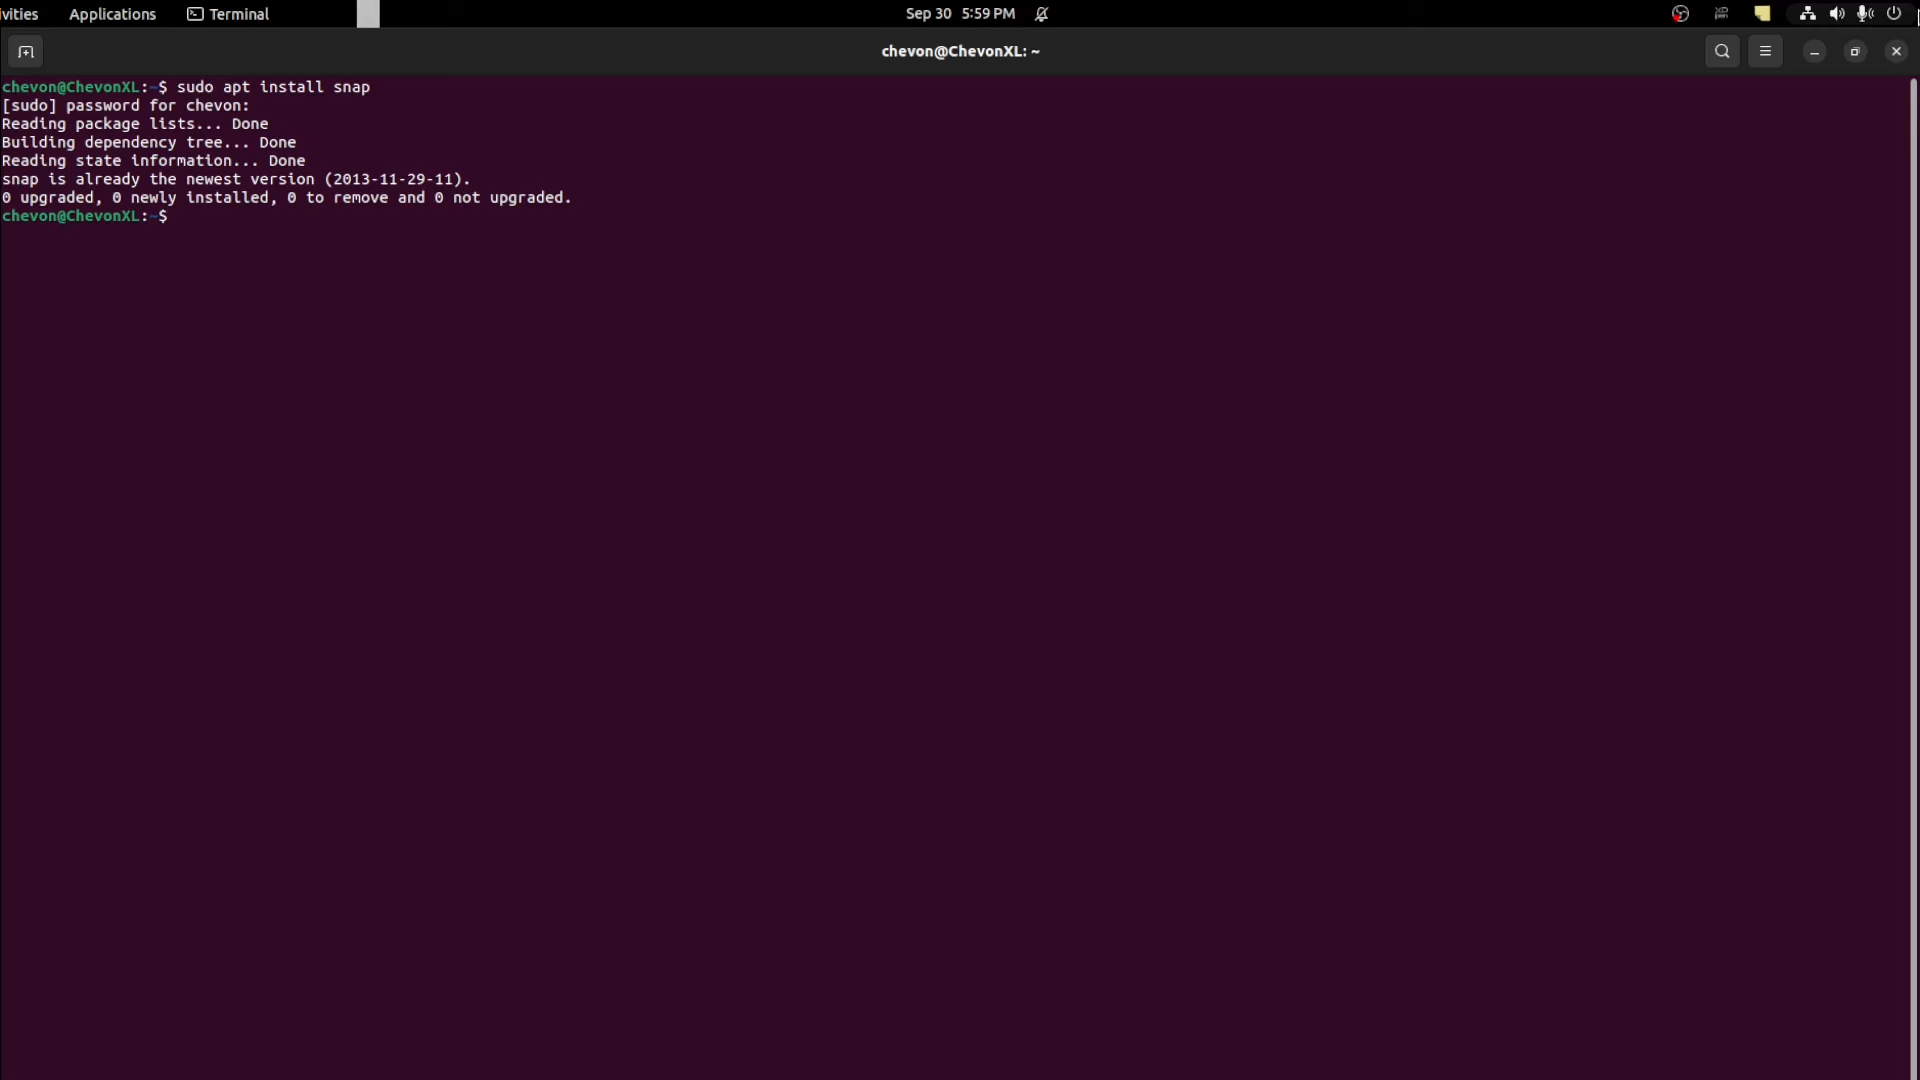 vities Applications Terminal Sep 30 5:59 PM
chevon@ChevonXL: ~
chevon@ChevonXL:~$ sudo apt install snap
[sudo] password for chevon:
Reading package lists... Done
Building dependency tree... Done
Reading state information... Done
snap is already the newest version (2013-11-29-11).
0 upgraded, 0 newly installed, 0 to remove and 0 not upgraded.
chevon@ChevonXL:~$